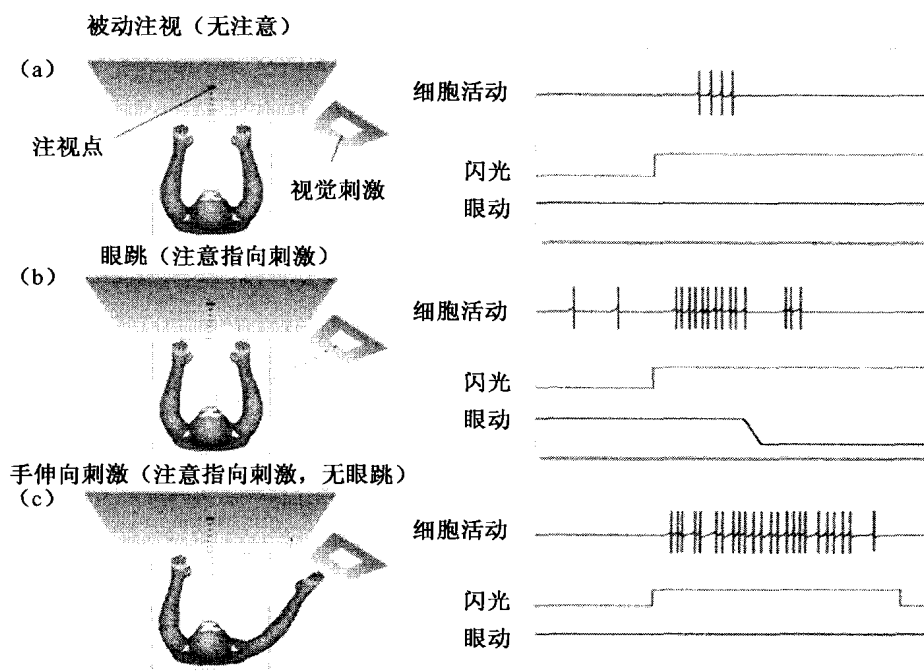 被动注视（无注意）
（a）
注视点
视觉刺激
细胞活动
闪光
眼动
眼跳（注意指向刺激）
（b）
细胞活动
闪光
眼动
手伸向刺激（注意指向刺激，无眼跳）
（c）
细胞活动
闪光
眼动